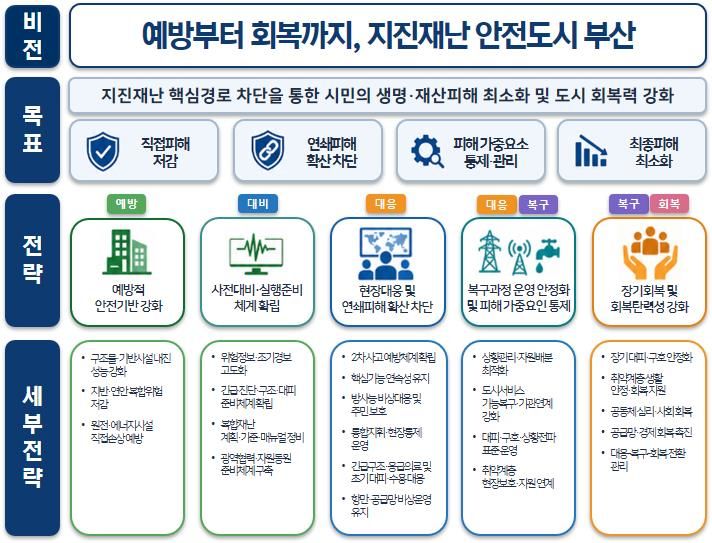 비전
예방부터 회복까지, 지진재난 안전도시 부산
목표
지진재난 핵심경로 차단을 통한 시민의 생명·재산피해 최소화 및 도시 회복력 강화
직접피해
저감
연쇄피해
확산 차단
피해 가중요소
통제·관리
최종피해
최소화
전략
예방
예방적
안전기반 강화
대비
사전대비·실행준비
체계 확립
대응
현장대응 및
연쇄피해 확산 차단
대응 복구
복구과정 운영 안정화
및 피해 가중요인 통제
복구 회복
장기회복 및
회복탄력성 강화
세부전략
• 구조물·기반시설 내진
성능 강화
• 지반·연안 복합위험
저감
• 원전·에너지시설
직접손상 예방
• 위험정보·조기경보
고도화
• 긴급 진단·구조·대피
준비체계 확립
• 복합재난
계획·기준·매뉴얼 정비
• 광역협력·자원동원
준비체계 구축
• 2차사고 예방체계 확립
• 핵심기능 연속성 유지
• 방사능 비상대응 및
주민 보호
• 통합지휘·현장통제
운영
• 긴급구조·응급의료 및
초기 대피·수용 대응
• 항만·공급망 비상운영
유지
• 상황관리·자원배분
최적화
• 도시서비스
기능복구·기관연계
강화
• 대피·구호·상황전파
표준 운영
• 취약계층
현장보호·지원 연계
• 장기 대피·구호 안정화
• 취약계층 생활
안정·회복 지원
• 공동체 심리·사회 회복
• 공급망·경제 회복 촉진
• 대응-복구-회복 전환
관리